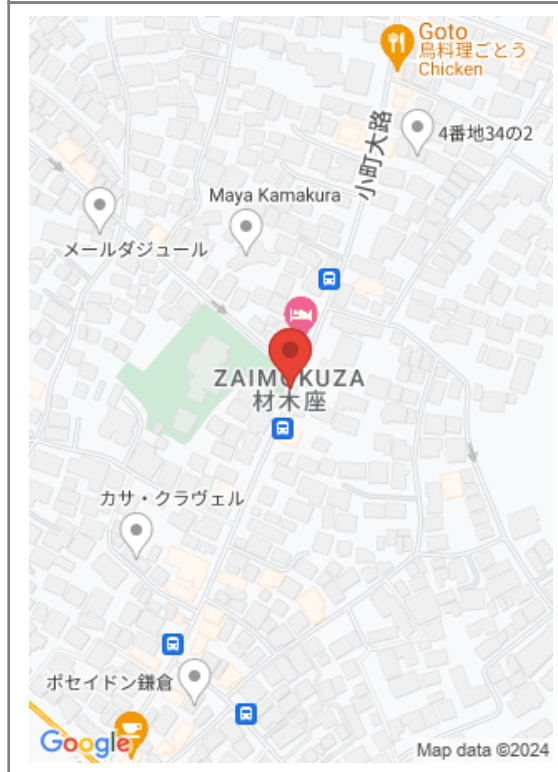 Goto
鳥料理ごとう
Chicken
4番地34の2
小町大路
Maya Kamakura
メールダジュール
ZAIMOKUZA
材木座
カサ・クラヴェル
ポセイドン鎌倉
Google
Map data ©2024